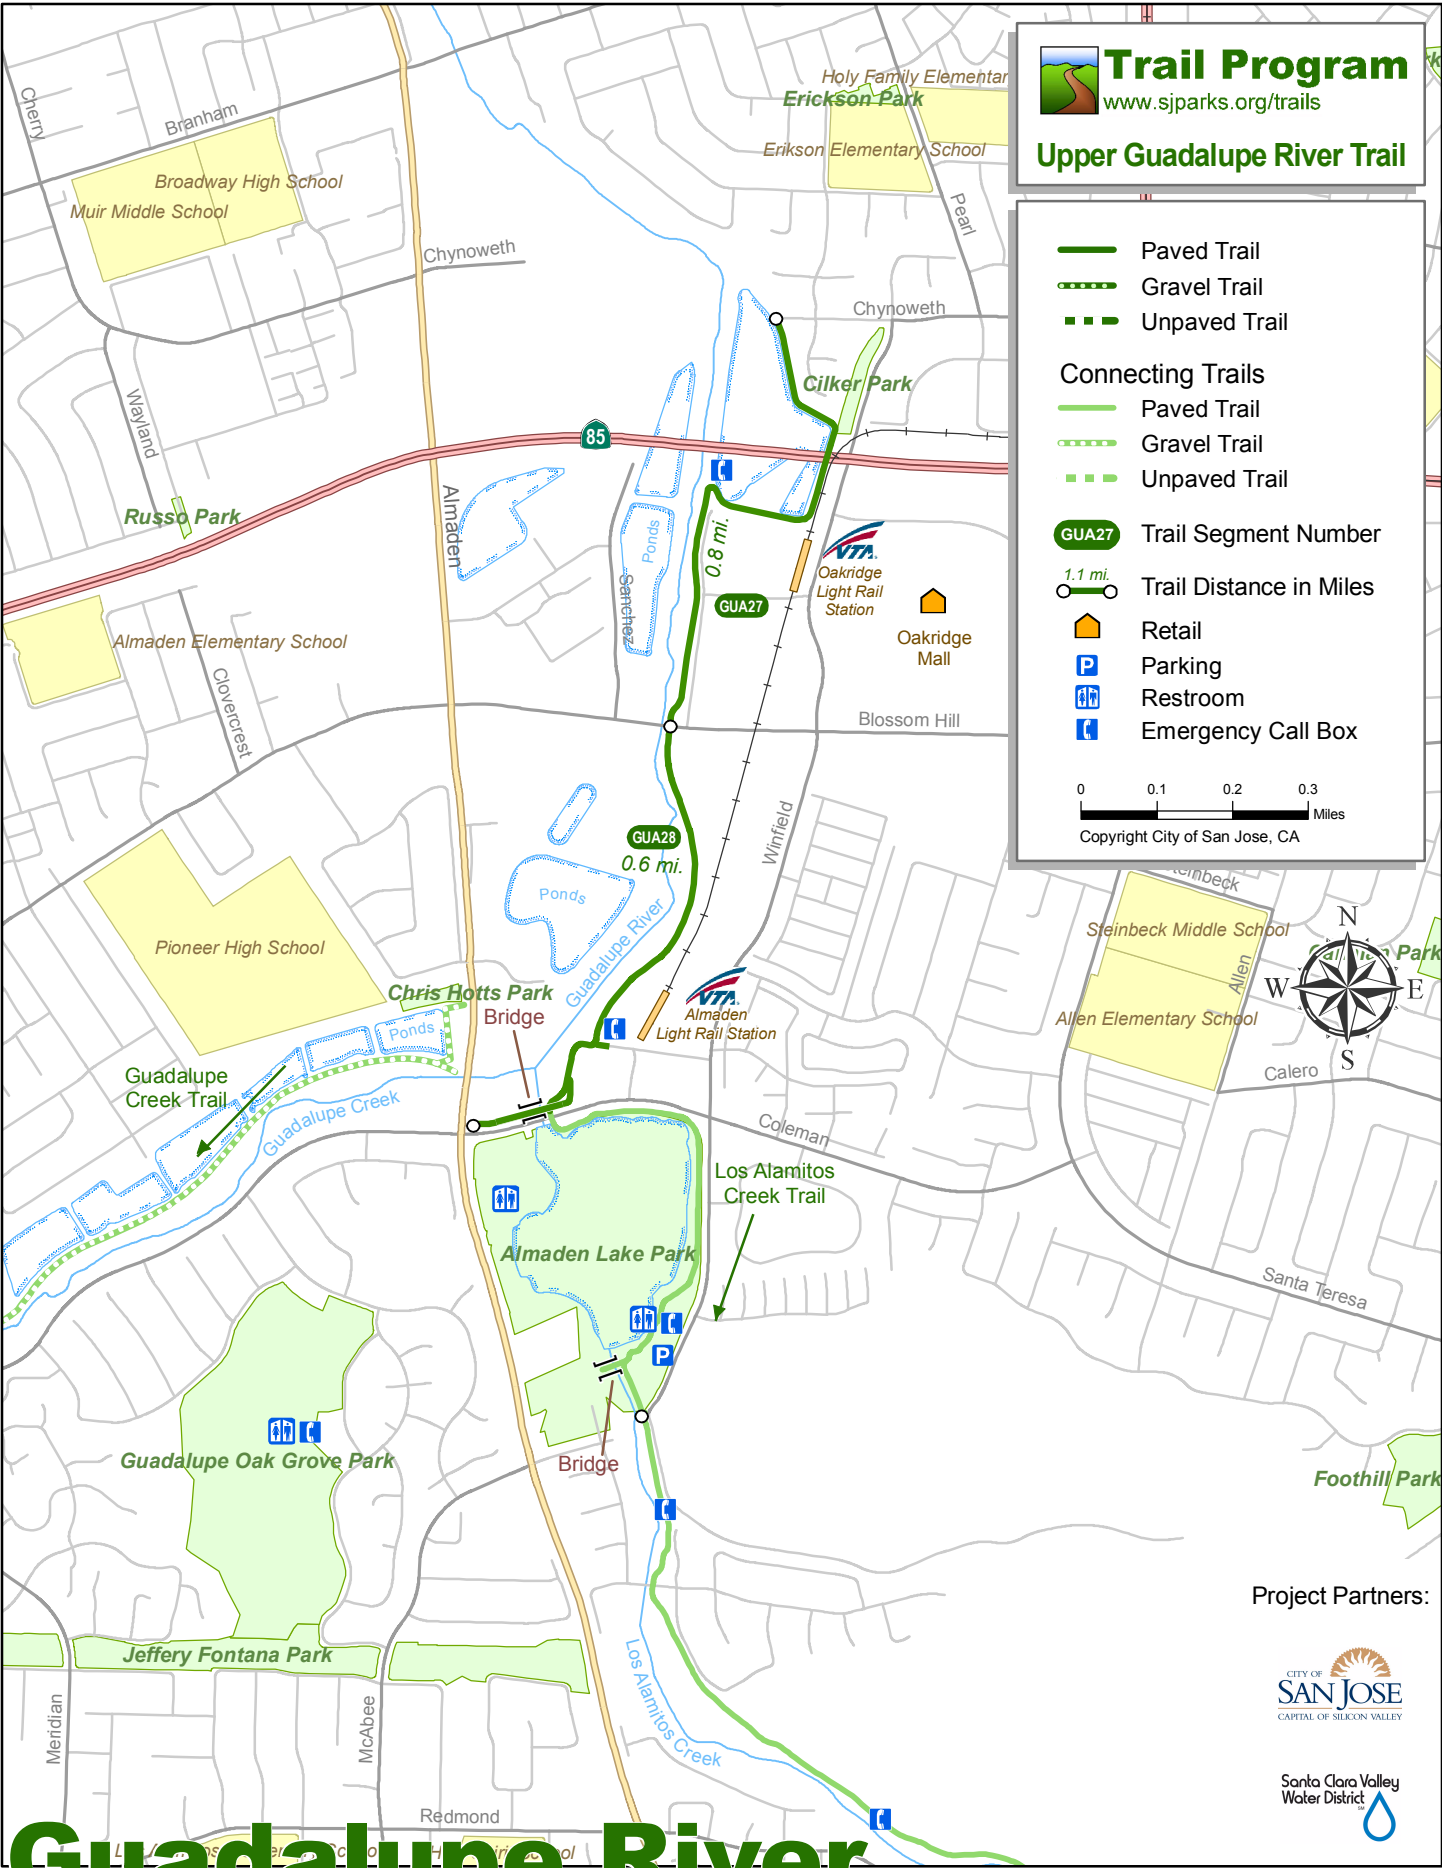 Trail Program
www.sjparks.org/trails
Upper Guadalupe River Trail
Paved Trail
Gravel Trail
Unpaved Trail
Connecting Trails
Paved Trail
Gravel Trail
Unpaved Trail
GUA27 Trail Segment Number
1.1 mi. Trail Distance in Miles
Retail
P Parking
Restroom
Emergency Call Box
0 0.1 0.2 0.3
Miles
Copyright City of San Jose, CA
Holy Family Elementar
Erickson Park
Erikson Elementary School
Cherry
Branham
Broadway High School
Muir Middle School
Pearl
Chynoweth
Chynoweth
Cilker Park
Wayland
85
Russo Park
Almaden
Ponds
Sanchez
0.8 mi.
GUA27
VTA
Oakridge
Light Rail
Station
Oakridge
Mall
Almaden Elementary School
Clovercrest
Blossom Hill
Winfield
GUA28
0.6 mi.
Ponds
Guadalupe River
Pioneer High School
Steinbeck Middle School
Allen
Allen Elementary School
Park
N
W E
S
Chris Hotts Park
Bridge
Ponds
VTA
Almaden
Light Rail Station
Guadalupe
Creek Trail
Guadalupe Creek
Calero
Coleman
Los Alamitos
Creek Trail
Almaden Lake Park
Santa Teresa
P
Guadalupe Oak Grove Park
Bridge
Foothill Park
Project Partners:
Jeffery Fontana Park
Meridian
McAbee
Los Alamitos Creek
CITY OF
SAN JOSE
CAPITAL OF SILICON VALLEY
Santa Clara Valley
Water District
Redmond
Guadalupe River